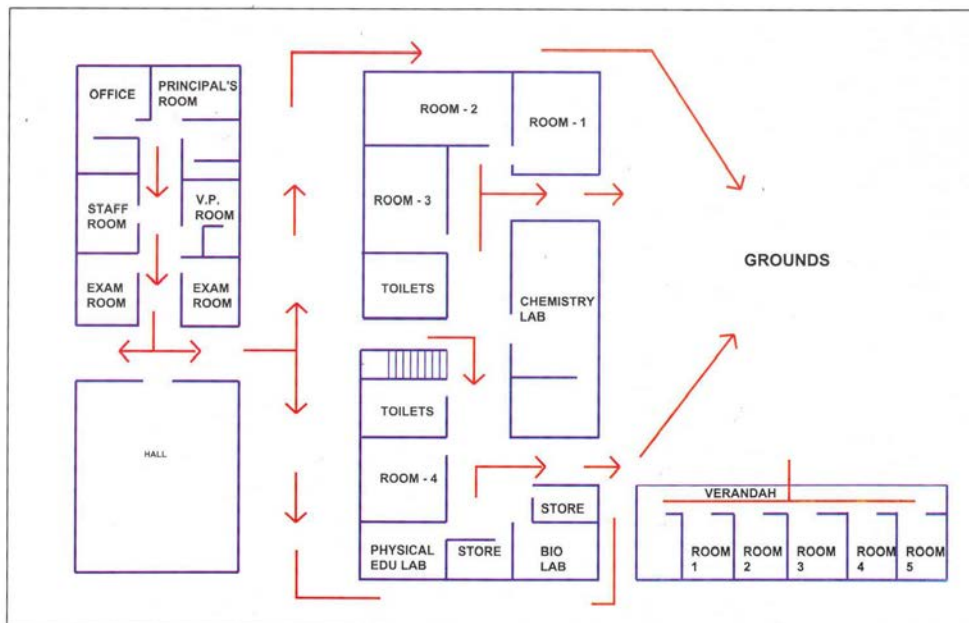 OFFICE
PRINCIPAL'S
ROOM
STAFF
ROOM
V.P.
ROOM
EXAM
ROOM
EXAM
ROOM
HALL
ROOM - 2
ROOM - 1
ROOM - 3
TOILETS
CHEMISTRY
LAB
TOILETS
ROOM - 4
STORE
PHYSICAL
EDU LAB
STORE
BIO
LAB
GROUNDS
VERANDAH
ROOM
1
ROOM
2
ROOM
3
ROOM
4
ROOM
5